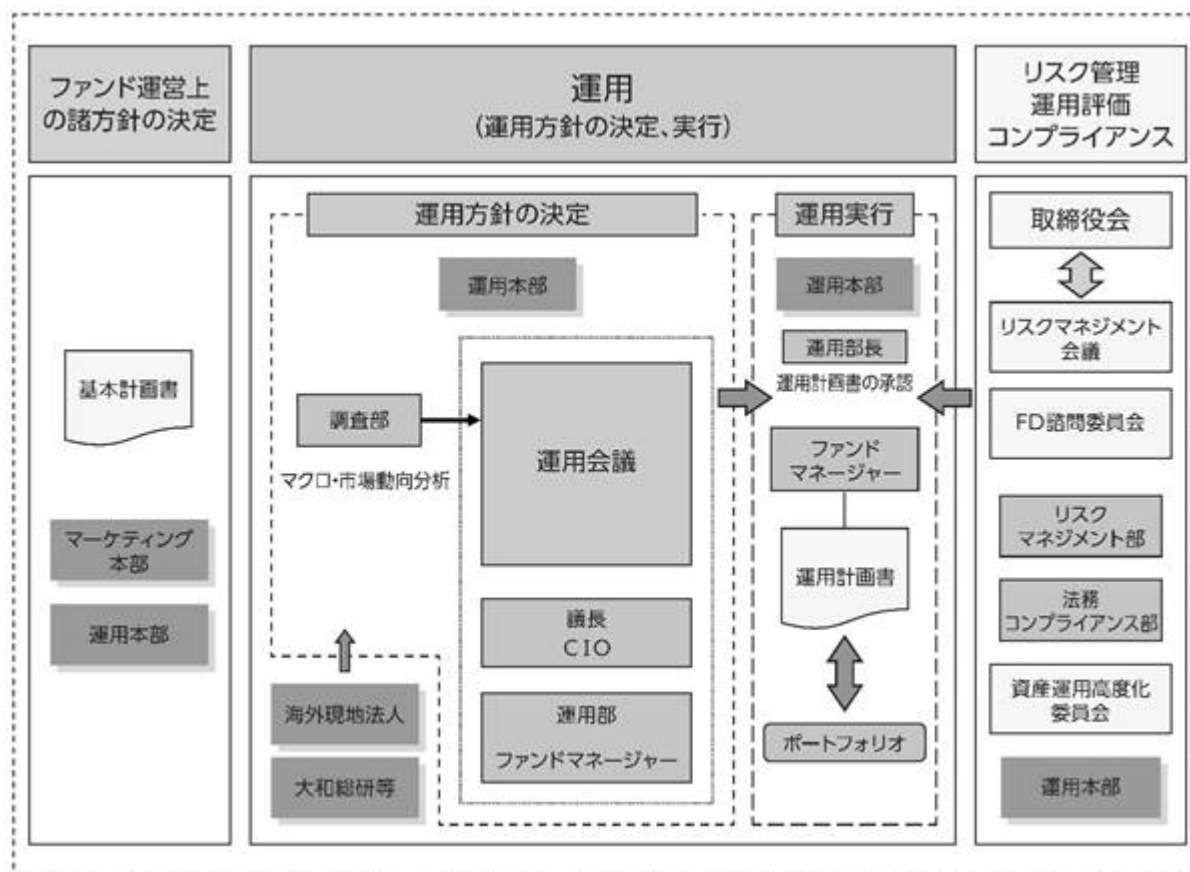 ファンド運営上
の諸方針の決定
基本計画書
マーケティング
本部
運用本部
運用
(運用方針の決定、実行)
運用方針の決定
運用本部
調査部
マクロ・市場動向分析
運用会議
議長
CIO
運用部
ファンドマネージャー
海外現地法人
大和総研等
運用実行
運用本部
運用部長
運用計画書の承認
ファンド
マネージャー
運用計画書
ポートフォリオ
リスク管理
運用評価
コンプライアンス
取締役会
リスクマネジメント
会議
FD諮問委員会
リスク
マネジメント部
法務
コンプライアンス部
資産運用高度化
委員会
運用本部